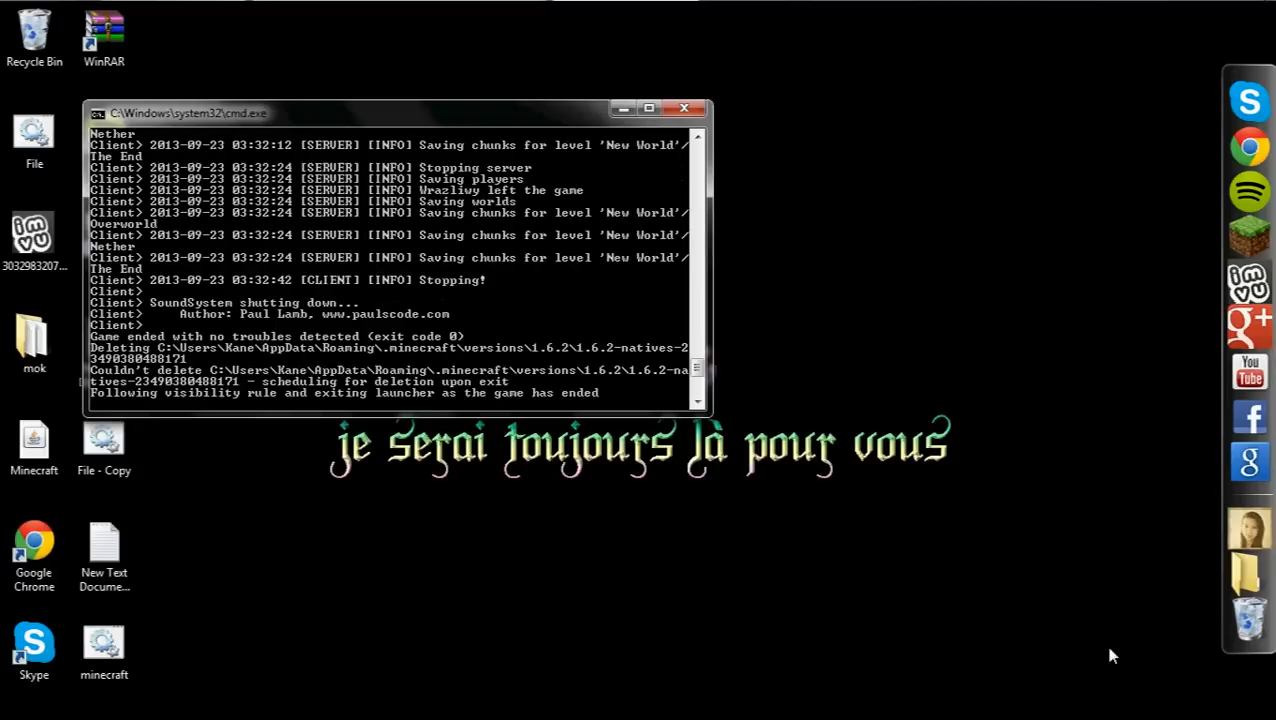 Recycle Bin
WinRAR
File
imvu
3032983207...
mok
Minecraft
File - Copy
Google
Chrome
New Text
Docume...
Skype
minecraft
C:\Windows\system32\cmd.exe
Nether
Client> 2013-09-23 03:32:12 [SERVER] [INFO] Saving chunks for level 'New World'/
The End
Client> 2013-09-23 03:32:24 [SERVER] [INFO] Stopping server
Client> 2013-09-23 03:32:24 [SERVER] [INFO] Saving players
Client> 2013-09-23 03:32:24 [SERVER] [INFO] Wrazliwy left the game
Client> 2013-09-23 03:32:24 [SERVER] [INFO] Saving worlds
Client> 2013-09-23 03:32:24 [SERVER] [INFO] Saving chunks for level 'New World'/
Overworld
Client> 2013-09-23 03:32:24 [SERVER] [INFO] Saving chunks for level 'New World'/
Nether
Client> 2013-09-23 03:32:24 [SERVER] [INFO] Saving chunks for level 'New World'/
The End
Client> 2013-09-23 03:32:42 [CLIENT] [INFO] Stopping!
Client>
Client> SoundSystem shutting down...
Client>     Author: Paul Lamb, www.paulscode.com
Client>
Game ended with no troubles detected (exit code 0)
Deleting C:\Users\Kane\AppData\Roaming\.minecraft\versions\1.6.2\1.6.2-natives-2
3490380488171
Couldn't delete C:\Users\Kane\AppData\Roaming\.minecraft\versions\1.6.2\1.6.2-na
tives-23490380488171 - scheduling for deletion upon exit
Following visibility rule and exiting launcher as the game has ended
je serai toujours là pour vous
imvu
g+
You
Tube
f
g